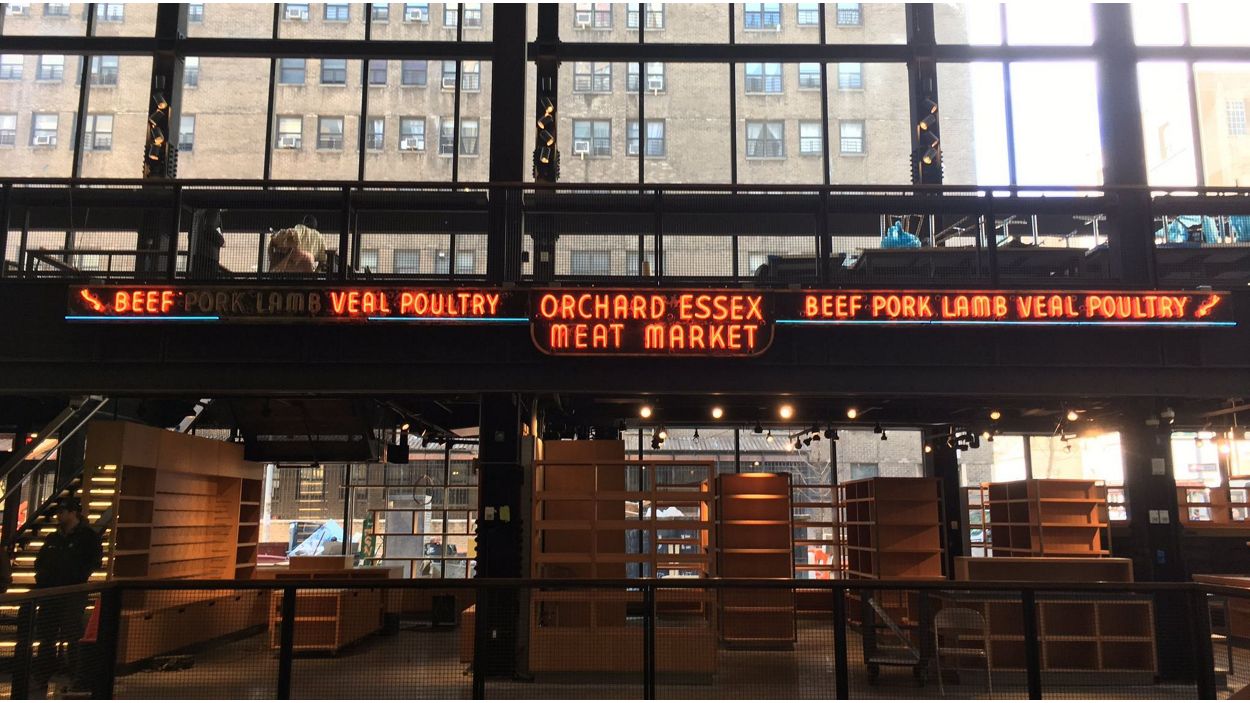 BEEF PORK LAMB VEAL POULTRY
ORCHARD ESSEX
MEAT MARKET
BEEF PORK LAMB VEAL POULTRY